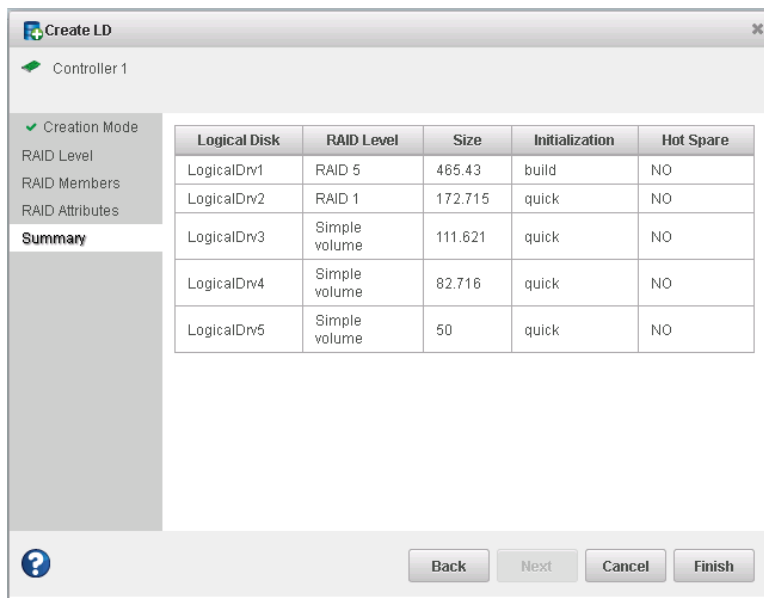 Create LD
Controller 1
Creation Mode
RAID Level
RAID Members
RAID Attributes
Summary
Logical Disk RAID Level Size Initialization Hot Spare
LogicalDrv1 RAID 5 465.43 build NO
LogicalDrv2 RAID 1 172.715 quick NO
LogicalDrv3 Simple volume 111.621 quick NO
LogicalDrv4 Simple volume 82.716 quick NO
LogicalDrv5 Simple volume 50 quick NO
Back Next Cancel Finish